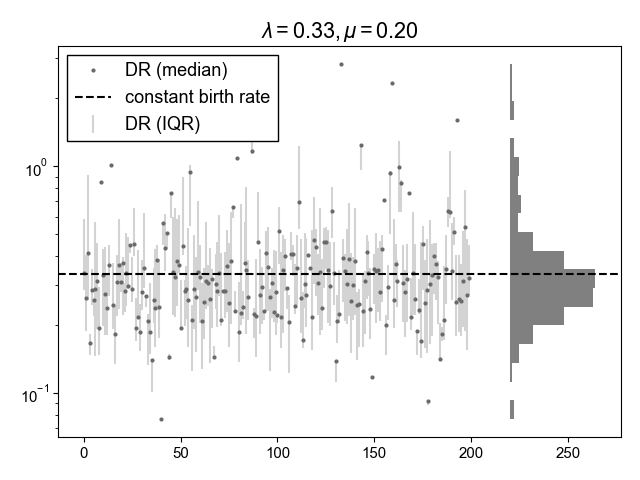 λ = 0.33, μ = 0.20
DR (median)
constant birth rate
DR (IQR)
10⁰
10⁻¹
0 50 100 150 200 250